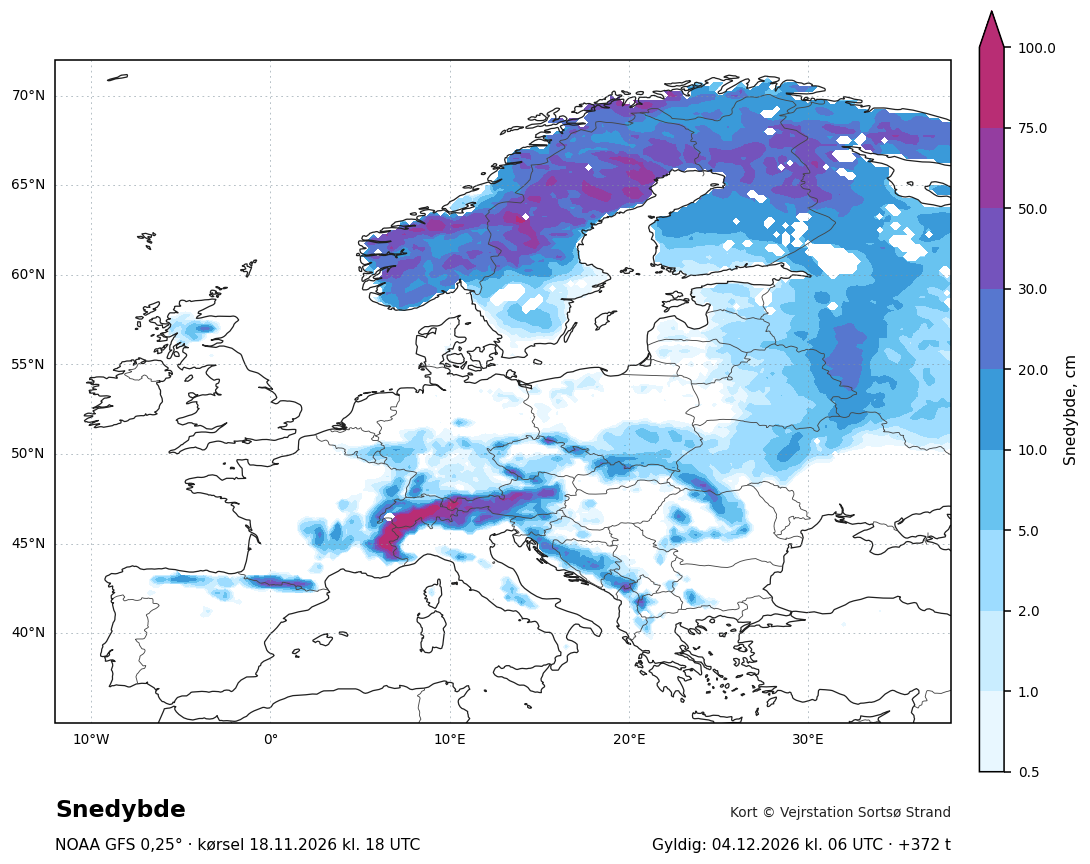 100.0
75.0
50.0
30.0
20.0
10.0
5.0
2.0
1.0
0.5
Snedybde, cm
70°N
65°N
60°N
55°N
50°N
45°N
40°N
10°W 0° 10°E 20°E 30°E
Snedybde
Kort © Vejrstation Sortsø Strand
NOAA GFS 0,25° · kørsel 18.11.2026 kl. 18 UTC
Gyldig: 04.12.2026 kl. 06 UTC · +372 t